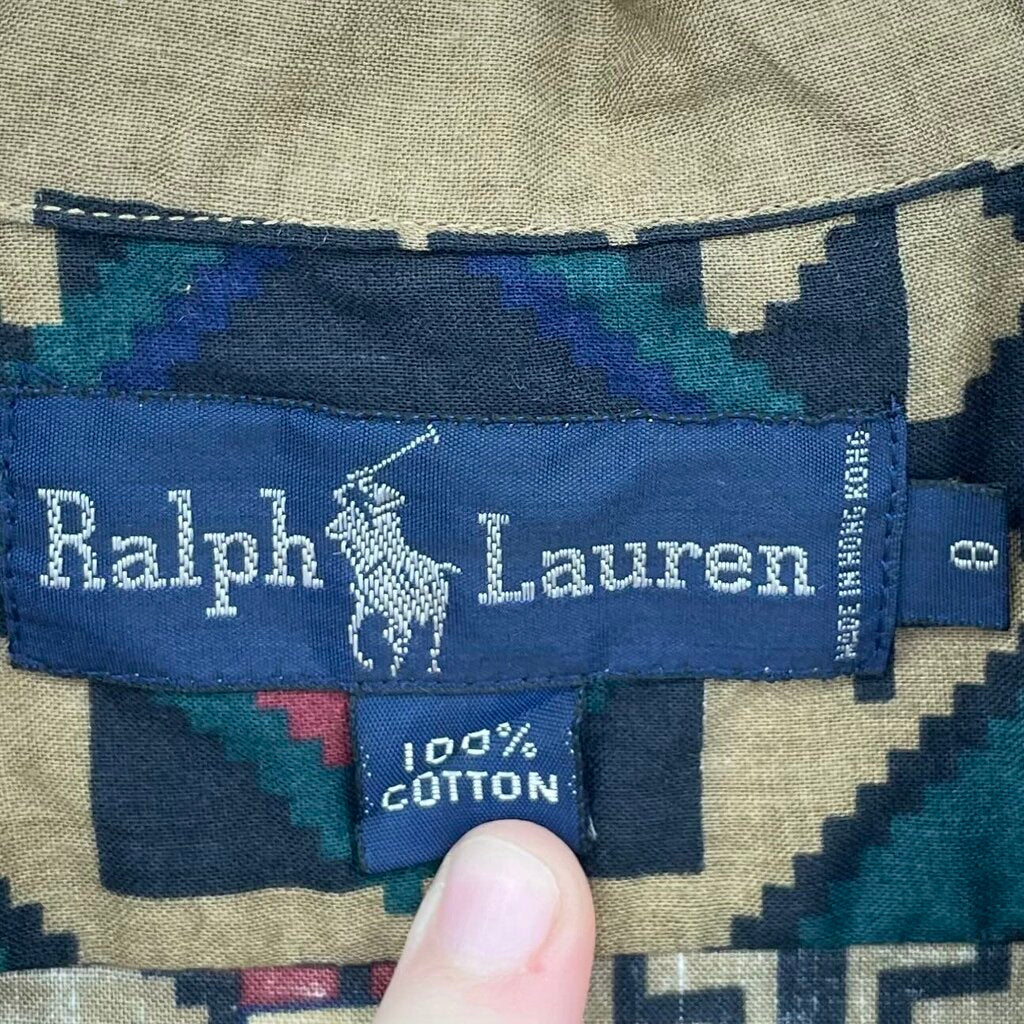 Ralph Lauren
MADE IN HONG KONG
8
100%
COTTON